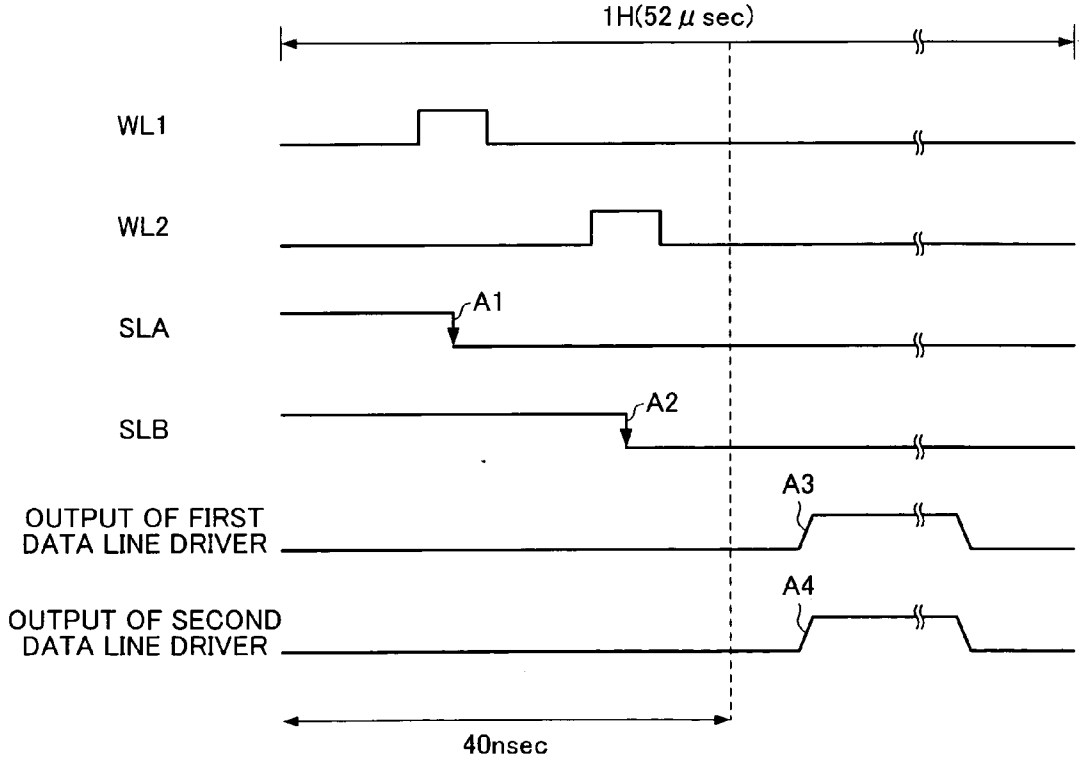 1H(52 μ sec)
WL1
WL2
SLA
A1
SLB
A2
OUTPUT OF FIRST
DATA LINE DRIVER
A3
OUTPUT OF SECOND
DATA LINE DRIVER
A4
40nsec